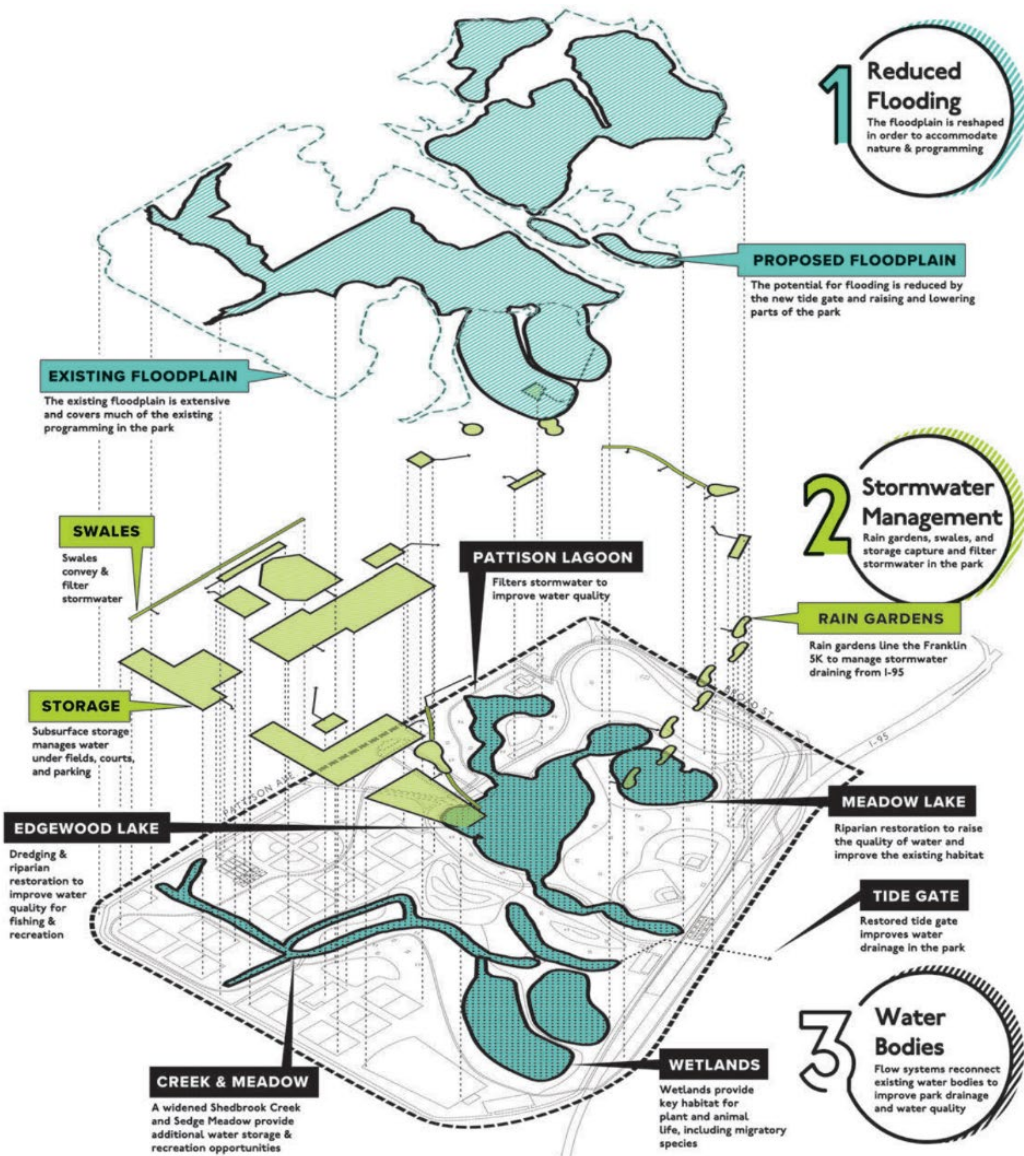 1
Reduced
Flooding
The floodplain is reshaped
in order to accommodate
nature & programming
PROPOSED FLOODPLAIN
The potential for flooding is reduced by
the new tide gate and raising and lowering
parts of the park
EXISTING FLOODPLAIN
The existing floodplain is extensive
and covers much of the existing
programming in the park
2
Stormwater
Management
Rain gardens, swales, and
storage capture and filter
stormwater in the park
SWALES
Swales
convey &
filter
stormwater
PATTISON LAGOON
Filters stormwater to
improve water quality
RAIN GARDENS
Rain gardens line the Franklin
5K to manage stormwater
draining from I-95
STORAGE
Subsurface storage
manages water
under fields, courts,
and parking
ST
I-95
PATTISON AVE
EDGEWOOD LAKE
Dredging &
riparian
restoration to
improve water
quality for
fishing &
recreation
MEADOW LAKE
Riparian restoration to raise
the quality of water and
improve the existing habitat
TIDE GATE
Restored tide gate
improves water
drainage in the park
3
Water
Bodies
Flow systems reconnect
existing water bodies to
improve park drainage
and water quality
CREEK & MEADOW
A widened Shedbrook Creek
and Sedge Meadow provide
additional water storage &
recreation opportunities
WETLANDS
Wetlands provide
key habitat for
plant and animal
life, including migratory
species